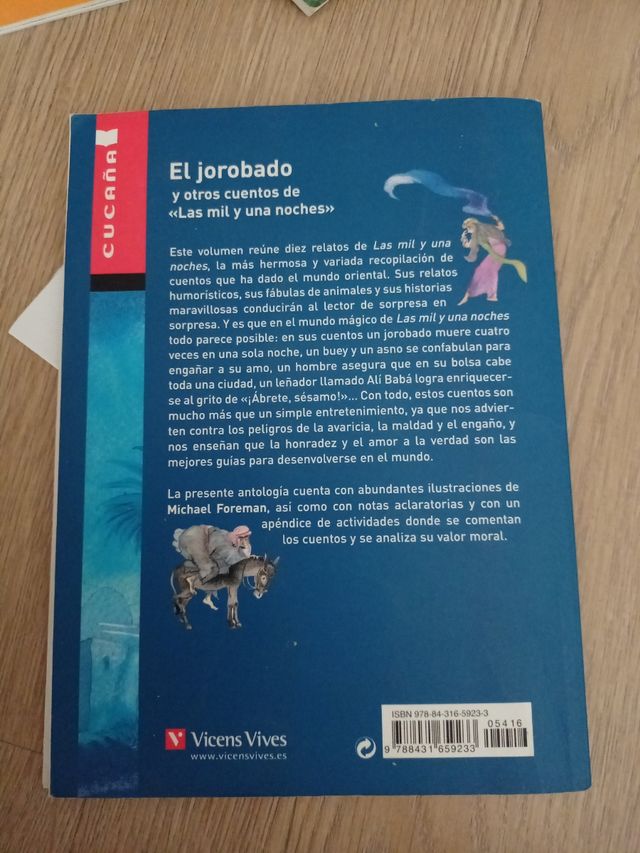 CUCAÑA
El jorobado
y otros cuentos de
«Las mil y una noches»
Este volumen reúne diez relatos de Las mil y una
noches, la más hermosa y variada recopilación de
cuentos que ha dado el mundo oriental. Sus relatos
humorísticos, sus fábulas de animales y sus historias
maravillosas conducirán al lector de sorpresa en
sorpresa. Y es que en el mundo mágico de Las mil y una noches
todo parece posible: en sus cuentos un jorobado muere cuatro
veces en una sola noche, un buey y un asno se confabulan para
engañar a su amo, un hombre asegura que en su bolsa cabe
toda una ciudad, un leñador llamado Alí Babá logra enriquecer-
se al grito de «¡Ábrete, sésamo!»... Con todo, estos cuentos son
mucho más que un simple entretenimiento, ya que nos advier-
ten contra los peligros de la avaricia, la maldad y el engaño, y
nos enseñan que la honradez y el amor a la verdad son las
mejores guías para desenvolverse en el mundo.
La presente antología cuenta con abundantes ilustraciones de
Michael Foreman, así como con notas aclaratorias y con un
apéndice de actividades donde se comentan
los cuentos y se analiza su valor moral.
Vicens Vives
www.vicensvives.es
ISBN 978-84-316-5923-3
05416
9 788431 659233